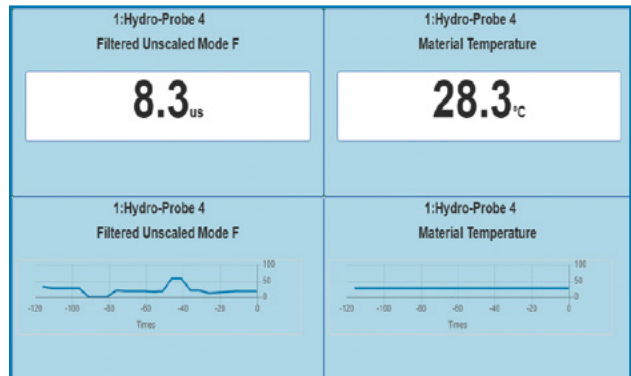 1:Hydro-Probe 4
Filtered Unscaled Mode F
8.3us
1:Hydro-Probe 4
Material Temperature
28.3°C
1:Hydro-Probe 4
Filtered Unscaled Mode F
100
50
0
-120 -100 -80 -60 -40 -20 0
Times
1:Hydro-Probe 4
Material Temperature
100
50
0
-120 -100 -80 -60 -40 -20 0
Times